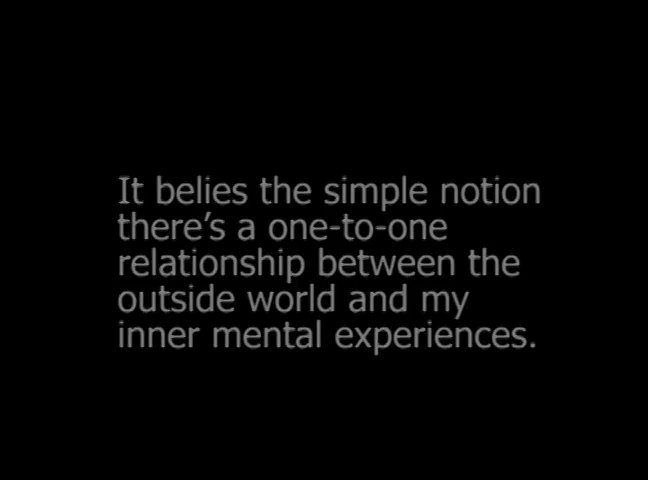 It belies the simple notion
there’s a one-to-one
relationship between the
outside world and my
inner mental experiences.